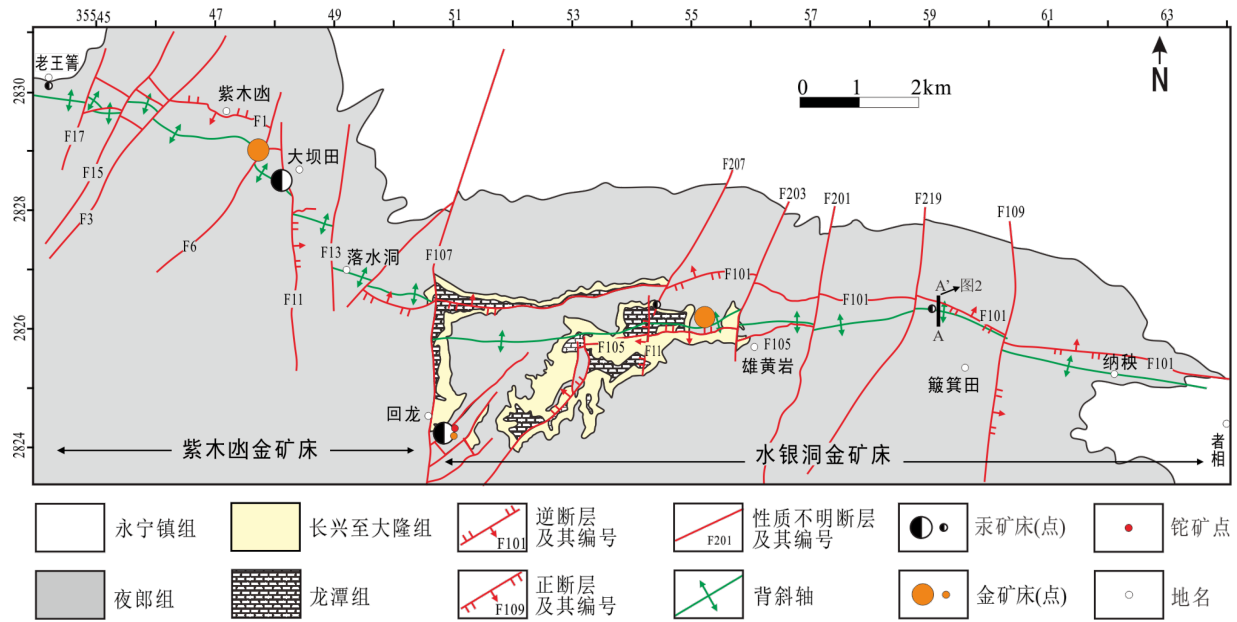 3545
47
49
51
53
55
57
59
61
63
2830
2828
2826
2824
老王箐
紫木凼
F1
F17
大坝田
F15
F3
F6
F11
F13
落水洞
F107
F207
F203
F201
F219
F109
0 1 2km
N
F101
F101
F101
F101
A'
图2
A
F105
F11
F105
雄黄岩
簸箕田
纳秧
者相
回龙
紫木凼金矿床
水银洞金矿床
永宁镇组
长兴至大隆组
F101
逆断层
及其编号
F201
性质不明断层
及其编号
汞矿床(点)
铊矿点
夜郎组
龙潭组
F109
正断层
及其编号
背斜轴
金矿床(点)
地名